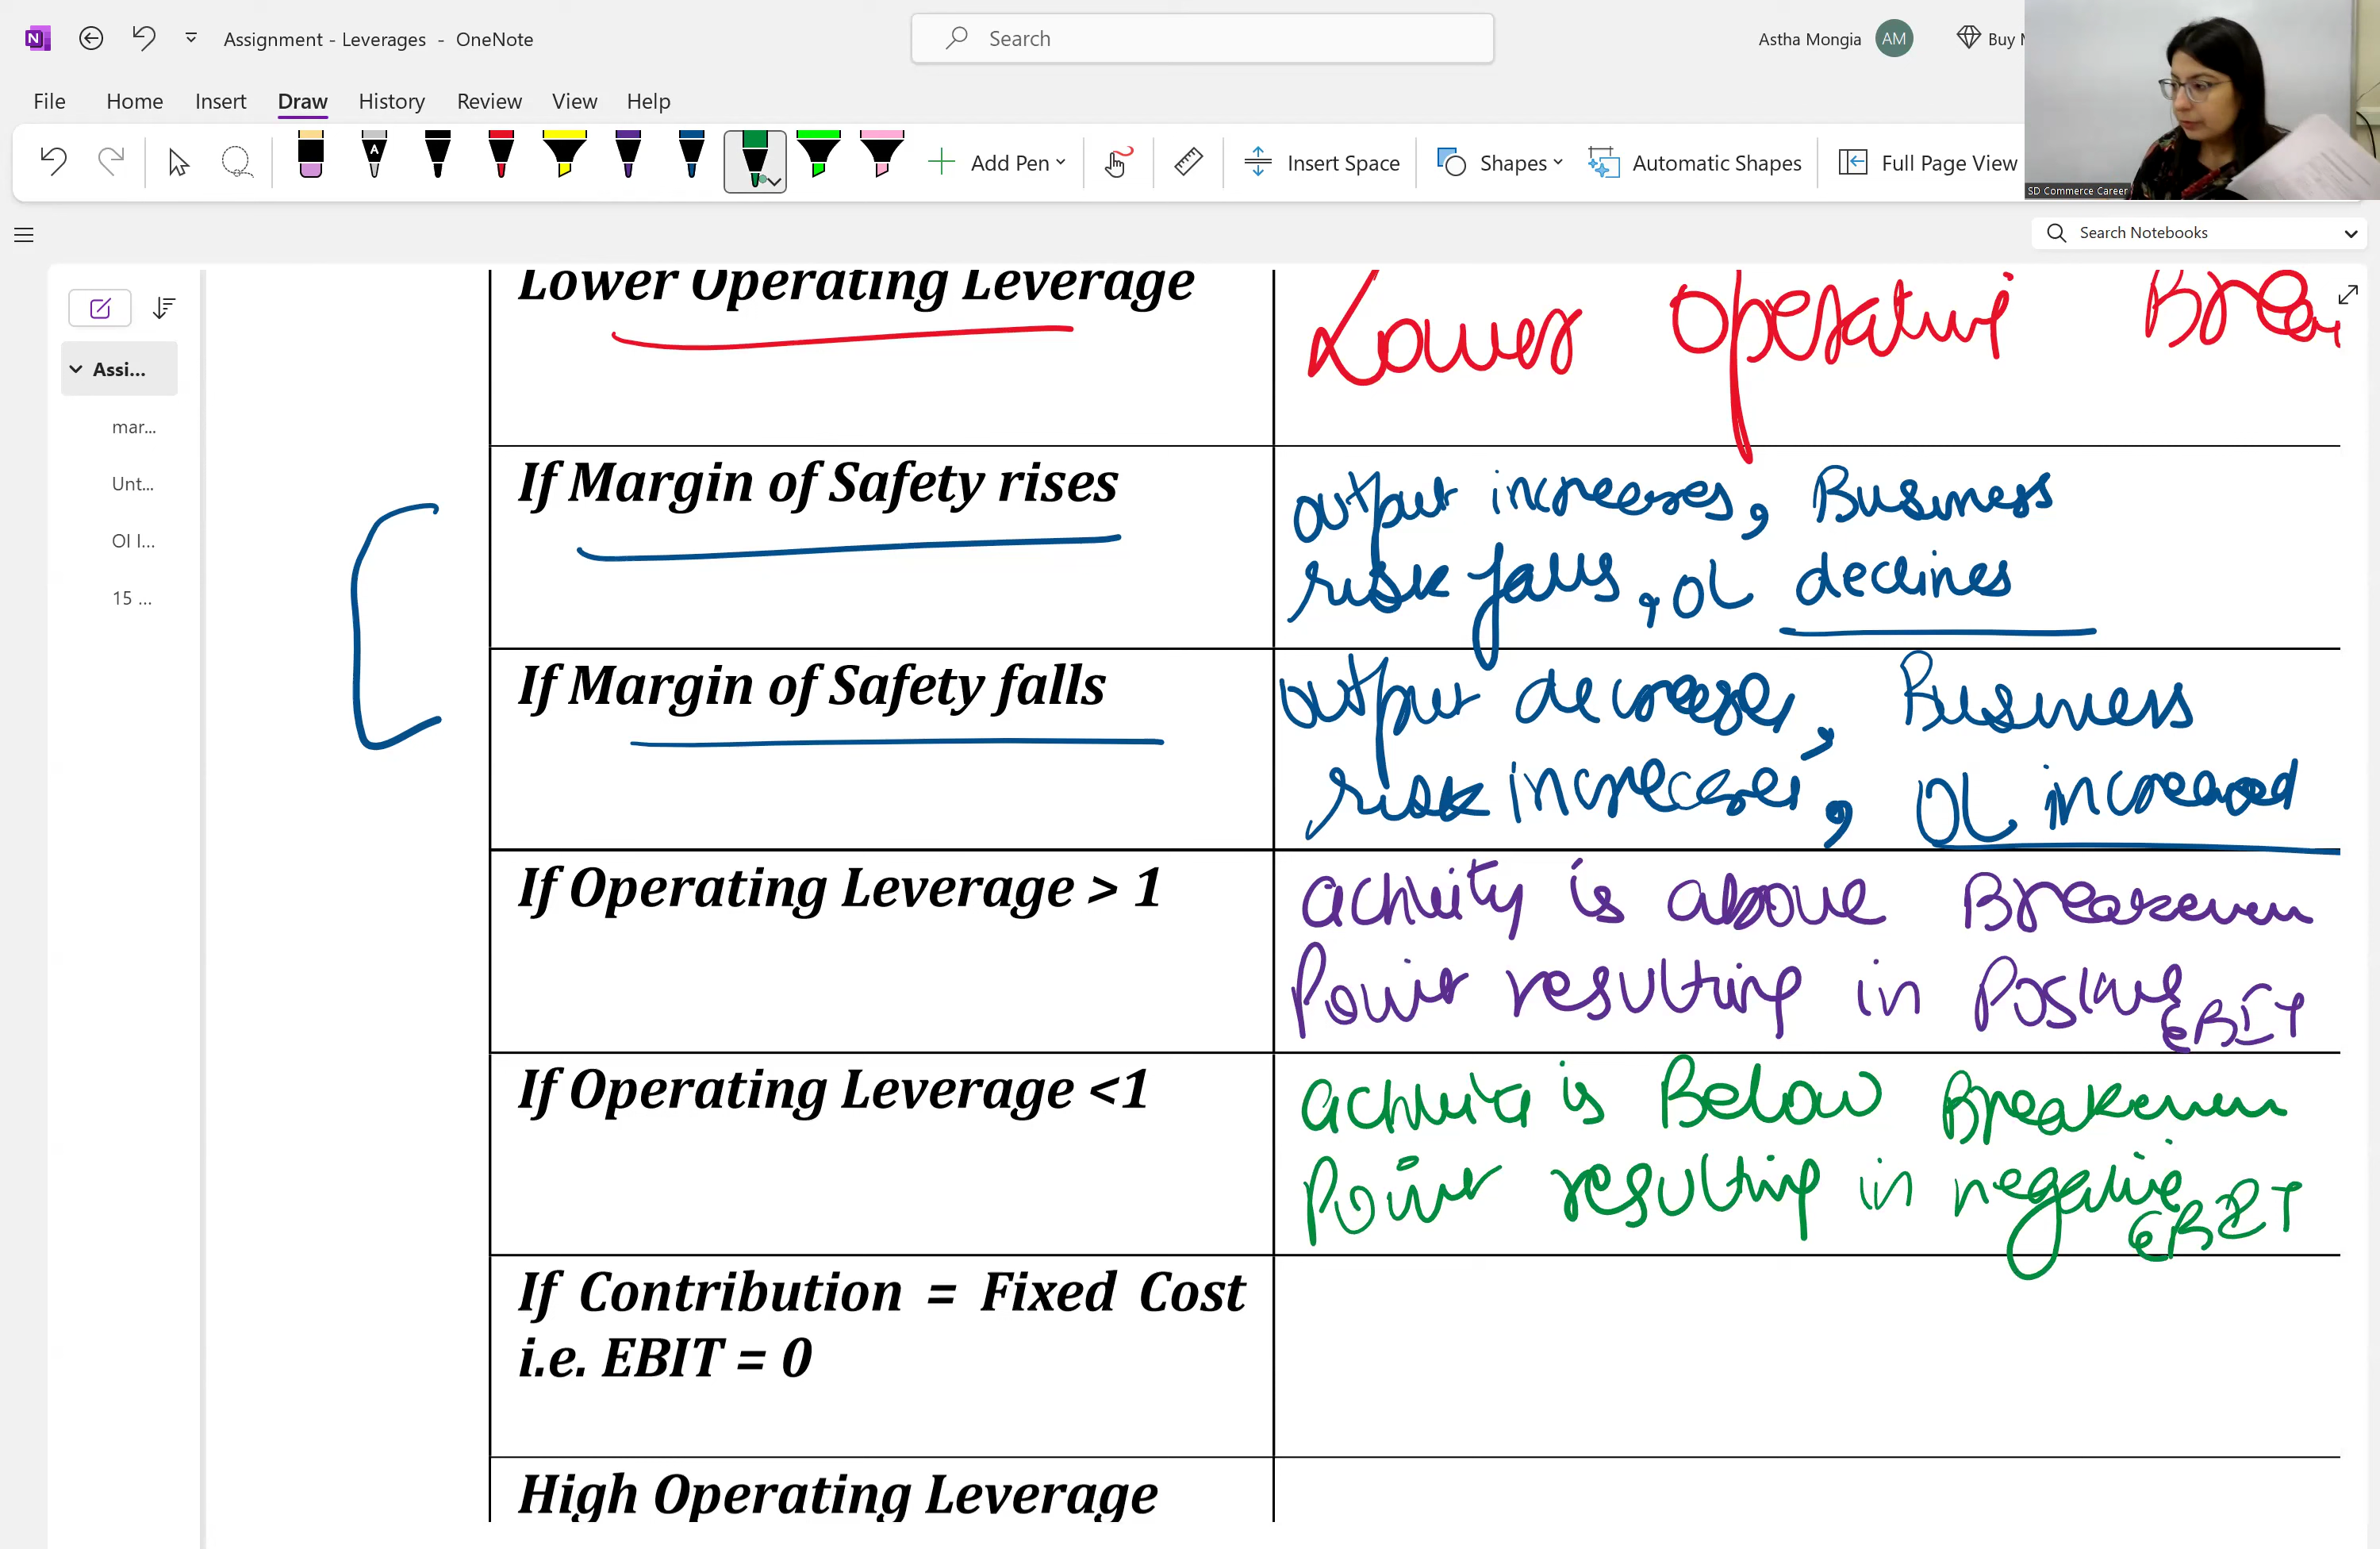 Assignment - Leverages - OneNote
Search
Astha Mongia AM
Buy
File Home Insert Draw History Review View Help
Add Pen Insert Space Shapes Automatic Shapes Full Page View
SD Commerce Career
Search Notebooks
Assi...
mar...
Unt...
OI I...
15 ...
Lower Operating Leverage
Lower Operating Brea
If Margin of Safety rises
output increases, Business
risk falls, OL declines
If Margin of Safety falls
output decreases, Business
risk increases, OL increased
If Operating Leverage > 1
activity is above Breakeven
Point resulting in Positive EBIT
If Operating Leverage <1
activity is Below Breakeven
Point resulting in negative EBIT
If Contribution = Fixed Cost
i.e. EBIT = 0
High Operating Leverage